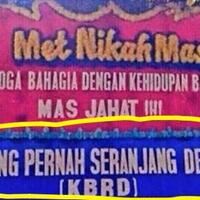 Met Nikah Mas
OGA BAHAGIA DENGAN KEHIDUPAN B
MAS JAHAT !!!
NG PERNAH SERANJANG DE
(KBRD)